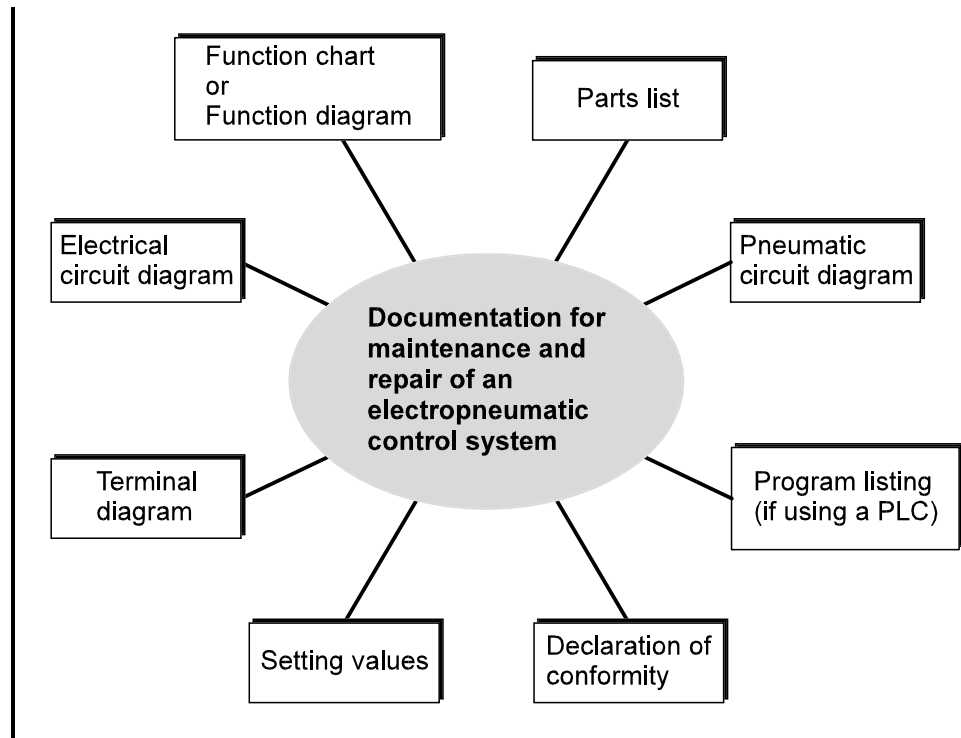 Function chart
or
Function diagram
Parts list
Electrical
circuit diagram
Pneumatic
circuit diagram
Documentation for
maintenance and
repair of an
electropneumatic
control system
Terminal
diagram
Program listing
(if using a PLC)
Setting values
Declaration of
conformity